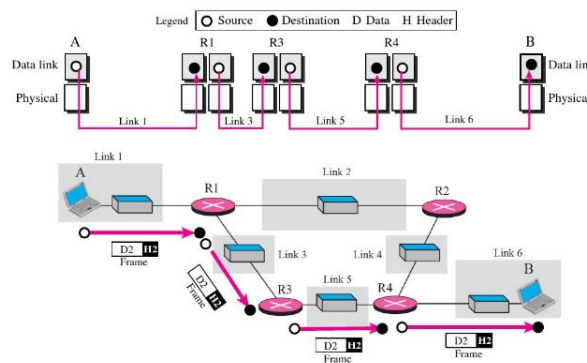 Legend Source Destination D Data H Header
A R1 R3 R4 B
Data link Data link
Physical Physical
Link 1 Link 3 Link 5 Link 6
Link 1
A
R1 Link 2 R2
D2 H2
Frame
Link 3 Link 4
D2 H2
Frame
R3 Link 5 R4
Link 6
B
D2 H2
Frame
D2 H2
Frame